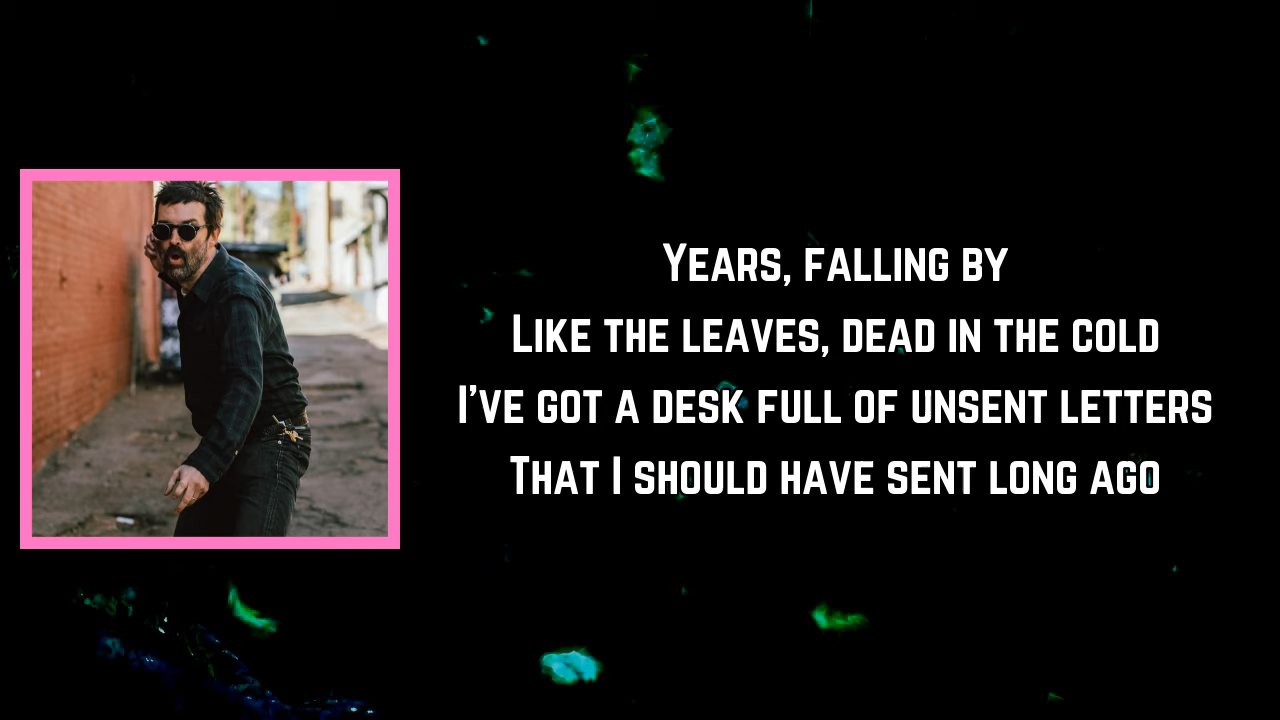 Years, falling by
Like the leaves, dead in the cold
I've got a desk full of unsent letters
That I should have sent long ago